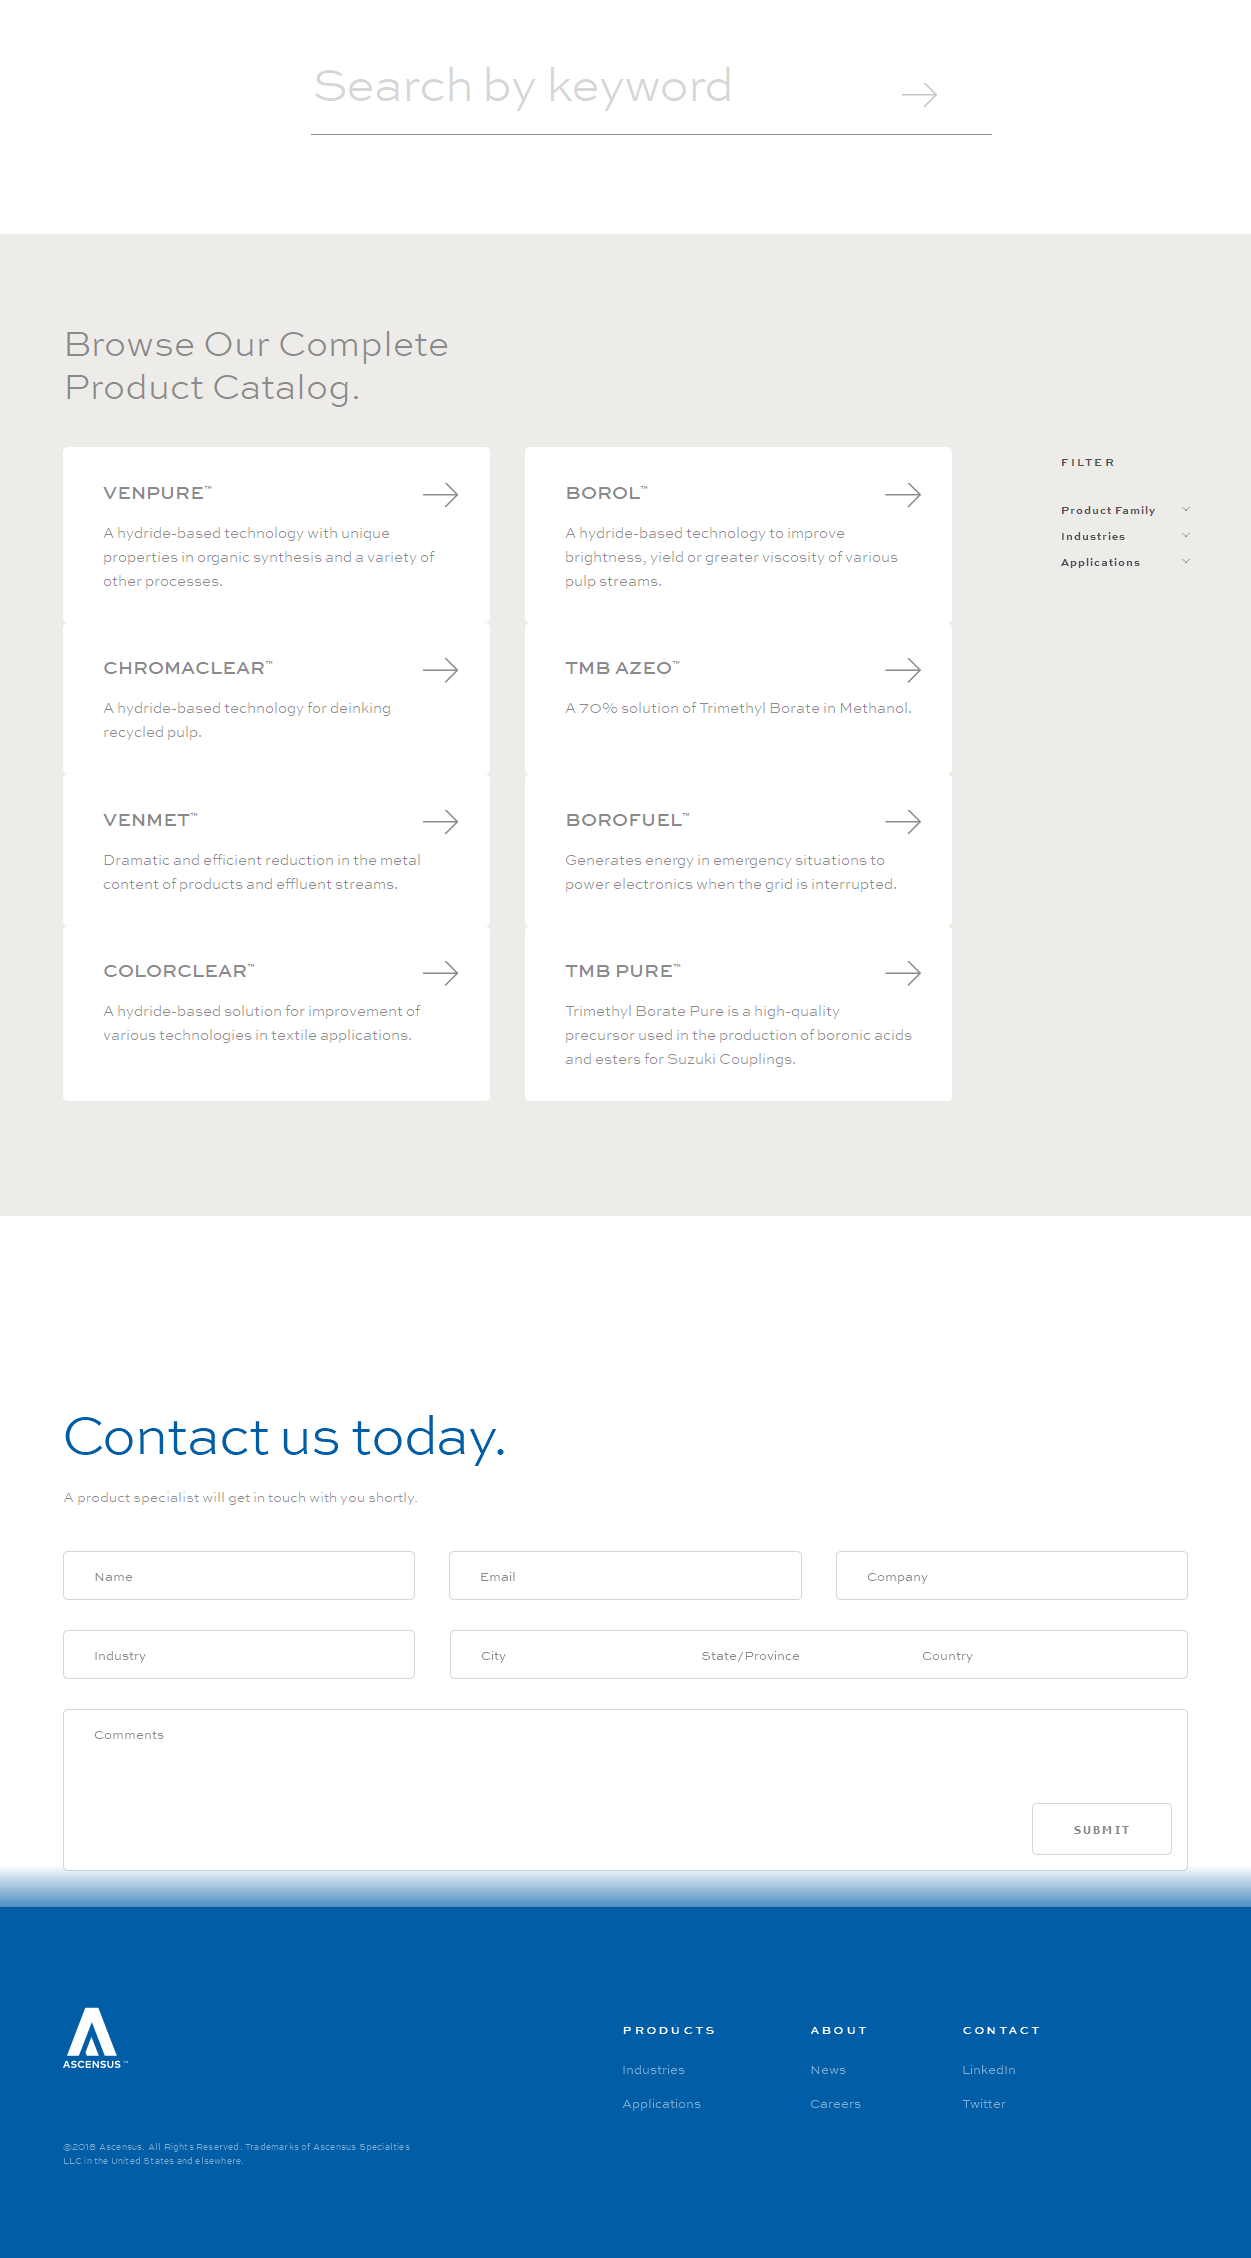 Search by keyword
Browse Our Complete
Product Catalog.
VENPURE™
A hydride-based technology with unique
properties in organic synthesis and a variety of
other processes.
BOROL™
A hydride-based technology to improve
brightness, yield or greater viscosity of various
pulp streams.
FILTER
Product Family
Industries
Applications
CHROMACLEAR™
A hydride-based technology for deinking
recycled pulp.
TMB AZEO™
A 70% solution of Trimethyl Borate in Methanol.
VENMET™
Dramatic and efficient reduction in the metal
content of products and effluent streams.
BOROFUEL™
Generates energy in emergency situations to
power electronics when the grid is interrupted.
COLORCLEAR™
A hydride-based solution for improvement of
various technologies in textile applications.
TMB PURE™
Trimethyl Borate Pure is a high-quality
precursor used in the production of boronic acids
and esters for Suzuki Couplings.
Contact us today.
A product specialist will get in touch with you shortly.
Name
Email
Company
Industry
City
State/Province
Country
Comments
SUBMIT
ASCENSUS™
PRODUCTS
Industries
Applications
ABOUT
News
Careers
CONTACT
LinkedIn
Twitter
©2018 Ascensus. All Rights Reserved. Trademarks of Ascensus Specialties
LLC in the United States and elsewhere.